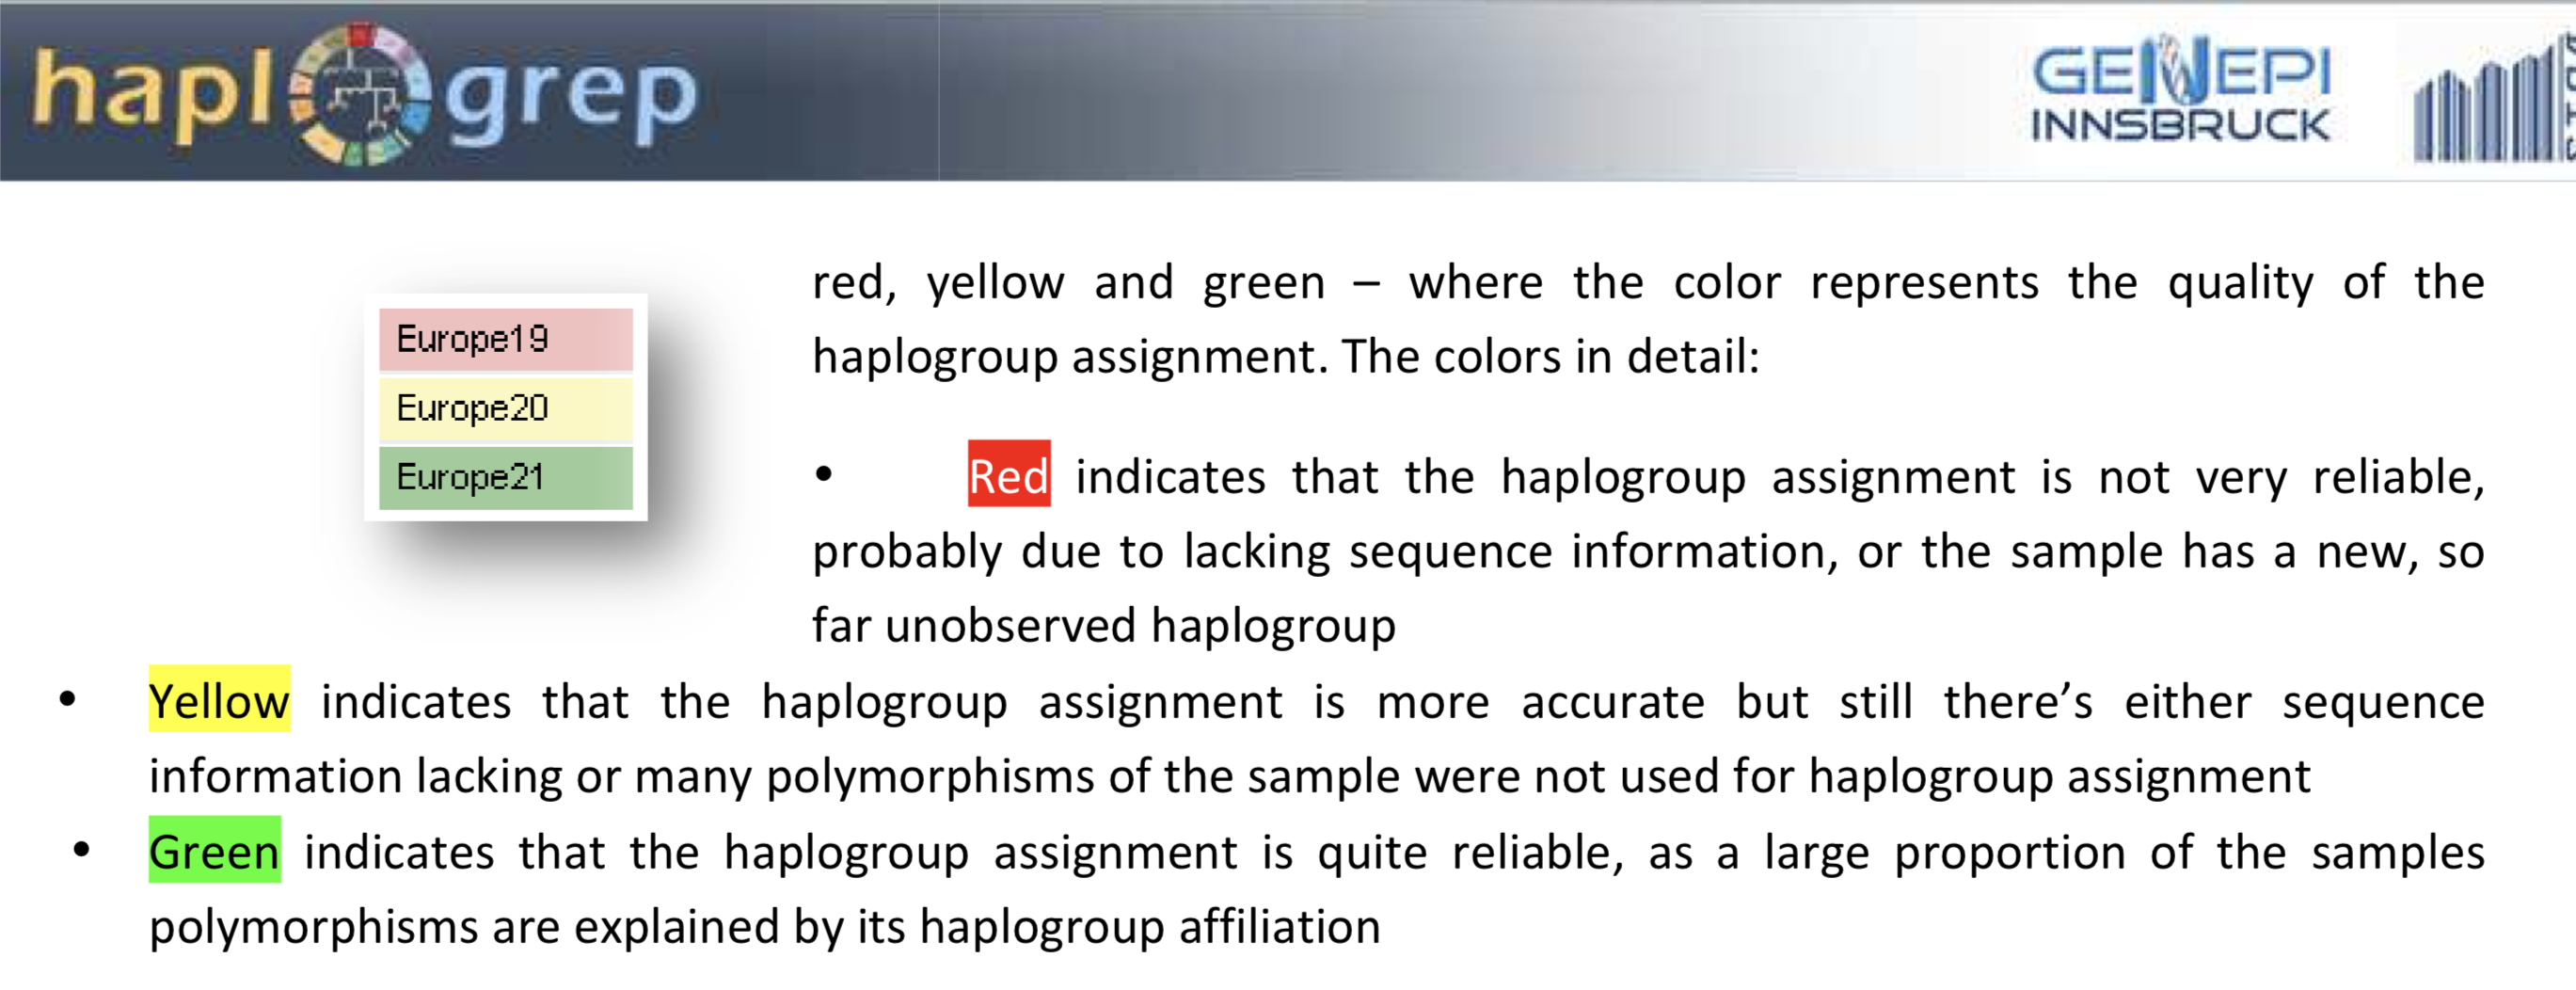 haplogrep
GENEPI
INNSBRUCK
Europe19
Europe20
Europe21
red, yellow and green – where the color represents the quality of the
haplogroup assignment. The colors in detail:
• Red indicates that the haplogroup assignment is not very reliable,
probably due to lacking sequence information, or the sample has a new, so
far unobserved haplogroup
• Yellow indicates that the haplogroup assignment is more accurate but still there’s either sequence
information lacking or many polymorphisms of the sample were not used for haplogroup assignment
• Green indicates that the haplogroup assignment is quite reliable, as a large proportion of the samples
polymorphisms are explained by its haplogroup affiliation